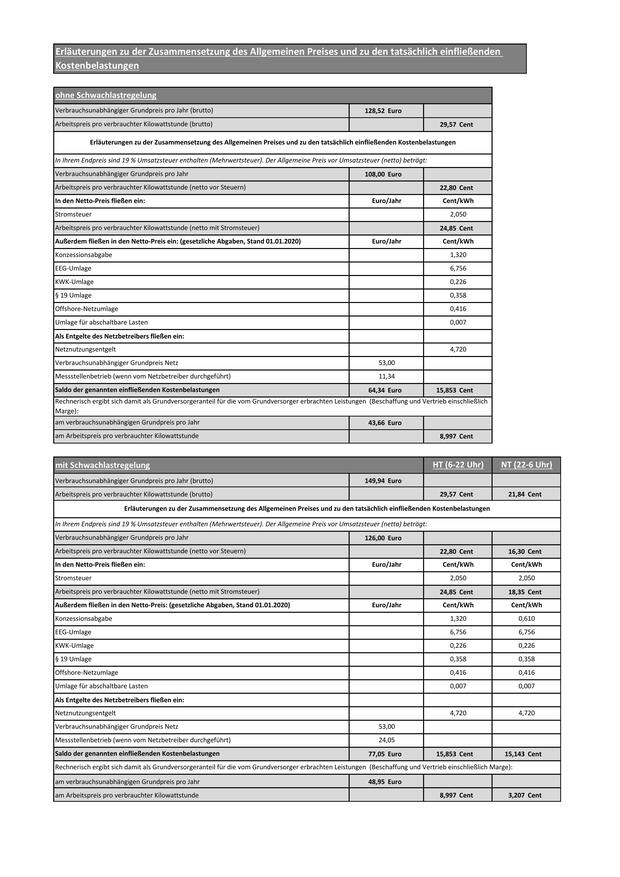 Erläuterungen zu der Zusammensetzung des Allgemeinen Preises und zu den tatsächlich einfließenden
Kostenbelastungen
ohne Schwachlastregelung
Verbrauchsunabhängiger Grundpreis pro Jahr (brutto) 128,52 Euro
Arbeitspreis pro verbrauchter Kilowattstunde (brutto) 29,57 Cent
Erläuterungen zu der Zusammensetzung des Allgemeinen Preises und zu den tatsächlich einfließenden Kostenbelastungen
In Ihrem Endpreis sind 19 % Umsatzsteuer enthalten (Mehrwertsteuer). Der Allgemeine Preis vor Umsatzsteuer (netto) beträgt:
Verbrauchsunabhängiger Grundpreis pro Jahr 108,00 Euro
Arbeitspreis pro verbrauchter Kilowattstunde (netto vor Steuern) 22,80 Cent
In den Netto-Preis fließen ein: Euro/Jahr Cent/kWh
Stromsteuer 2,050
Arbeitspreis pro verbrauchter Kilowattstunde (netto mit Stromsteuer) 24,85 Cent
Außerdem fließen in den Netto-Preis ein: (gesetzliche Abgaben, Stand 01.01.2020) Euro/Jahr Cent/kWh
Konzessionsabgabe 1,320
EEG-Umlage 6,756
KWK-Umlage 0,226
§ 19 Umlage 0,358
Offshore-Netzumlage 0,416
Umlage für abschaltbare Lasten 0,007
Als Entgelte des Netzbetreibers fließen ein:
Netznutzungsentgelt 4,720
Verbrauchsunabhängiger Grundpreis Netz 53,00
Messstellenbetrieb (wenn vom Netzbetreiber durchgeführt) 11,34
Saldo der genannten einfließenden Kostenbelastungen 64,34 Euro 15,853 Cent
Rechnerisch ergibt sich damit als Grundversorgeranteil für die vom Grundversorger erbrachten Leistungen (Beschaffung und Vertrieb einschließlich
Marge):
am verbrauchsunabhängigen Grundpreis pro Jahr 43,66 Euro
am Arbeitspreis pro verbrauchter Kilowattstunde 8,997 Cent
mit Schwachlastregelung HT (6-22 Uhr) NT (22-6 Uhr)
Verbrauchsunabhängiger Grundpreis pro Jahr (brutto) 149,94 Euro
Arbeitspreis pro verbrauchter Kilowattstunde (brutto) 29,57 Cent 21,84 Cent
Erläuterungen zu der Zusammensetzung des Allgemeinen Preises und zu den tatsächlich einfließenden Kostenbelastungen
In Ihrem Endpreis sind 19 % Umsatzsteuer enthalten (Mehrwertsteuer). Der Allgemeine Preis vor Umsatzsteuer (netto) beträgt:
Verbrauchsunabhängiger Grundpreis pro Jahr 126,00 Euro
Arbeitspreis pro verbrauchter Kilowattstunde (netto vor Steuern) 22,80 Cent 16,30 Cent
In den Netto-Preis fließen ein: Euro/Jahr Cent/kWh Cent/kWh
Stromsteuer 2,050 2,050
Arbeitspreis pro verbrauchter Kilowattstunde (netto mit Stromsteuer) 24,85 Cent 18,35 Cent
Außerdem fließen in den Netto-Preis: (gesetzliche Abgaben, Stand 01.01.2020) Euro/Jahr Cent/kWh Cent/kWh
Konzessionsabgabe 1,320 0,610
EEG-Umlage 6,756 6,756
KWK-Umlage 0,226 0,226
§ 19 Umlage 0,358 0,358
Offshore-Netzumlage 0,416 0,416
Umlage für abschaltbare Lasten 0,007 0,007
Als Entgelte des Netzbetreibers fließen ein:
Netznutzungsentgelt 4,720 4,720
Verbrauchsunabhängiger Grundpreis Netz 53,00
Messstellenbetrieb (wenn vom Netzbetreiber durchgeführt) 24,05
Saldo der genannten einfließenden Kostenbelastungen 77,05 Euro 15,853 Cent 15,143 Cent
Rechnerisch ergibt sich damit als Grundversorgeranteil für die vom Grundversorger erbrachten Leistungen (Beschaffung und Vertrieb einschließlich Marge):
am verbrauchsunabhängigen Grundpreis pro Jahr 48,95 Euro
am Arbeitspreis pro verbrauchter Kilowattstunde 8,997 Cent 3,207 Cent